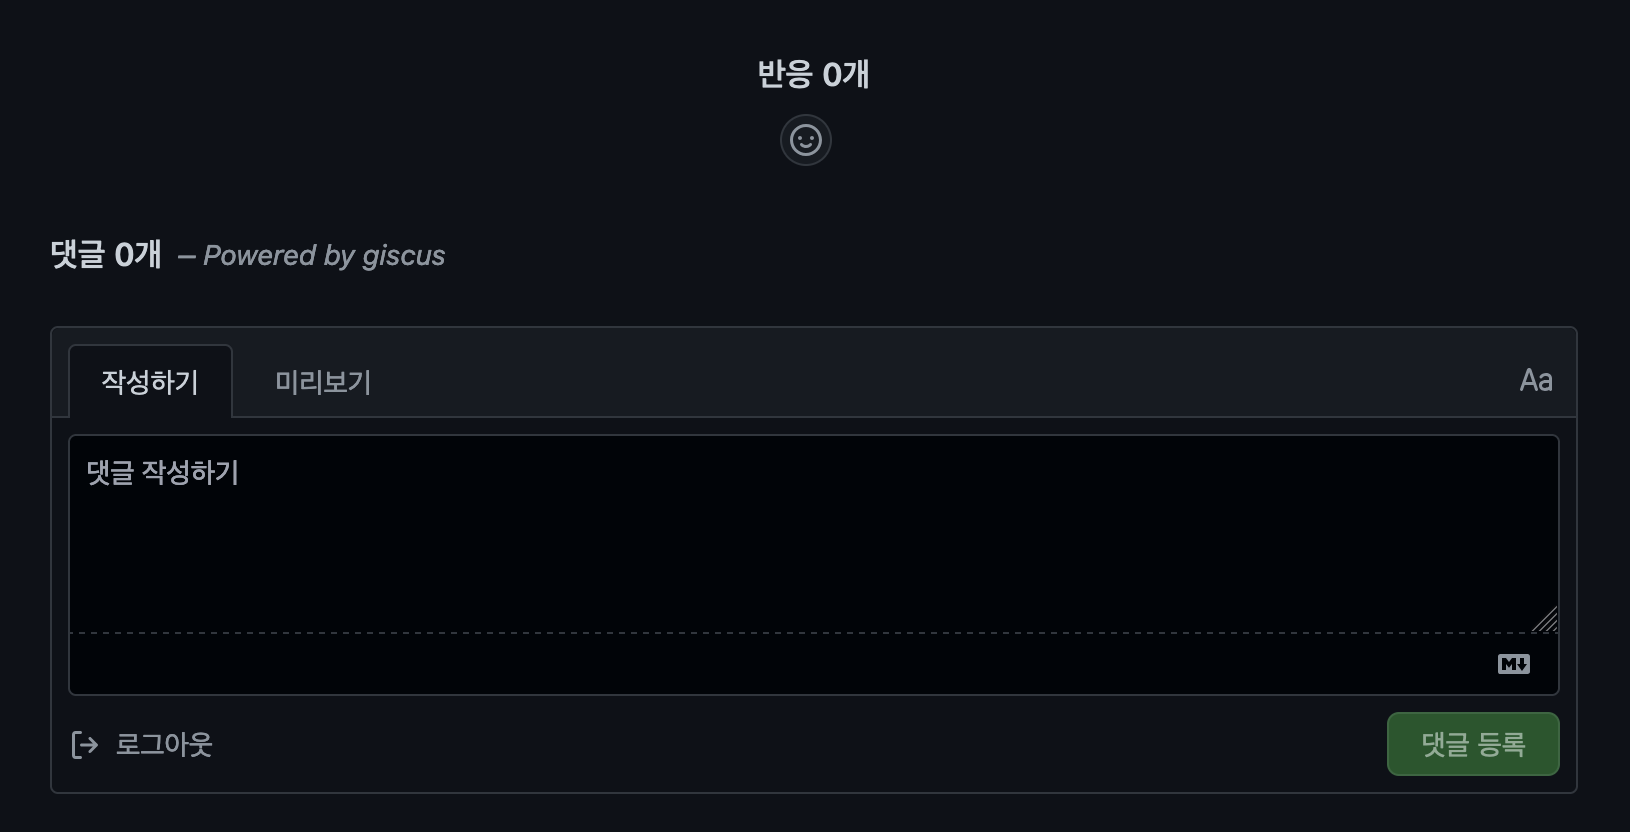 반응 0개
댓글 0개 – Powered by giscus
작성하기 미리보기 Aa
댓글 작성하기
M↓
로그아웃 댓글 등록